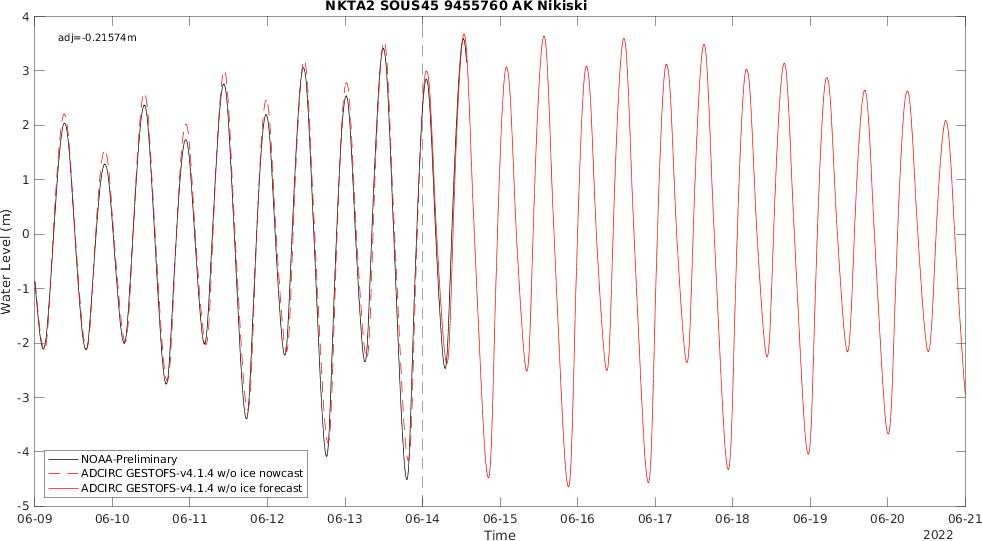 NKTA2 SOUS45 9455760 AK Nikiski
adj=-0.21574m
4
3
2
1
0
-1
-2
-3
-4
-5
Water Level (m)
NOAA-Preliminary
ADCIRC GESTOFS-v4.1.4 w/o ice nowcast
ADCIRC GESTOFS-v4.1.4 w/o ice forecast
06-09 06-10 06-11 06-12 06-13 06-14 06-15 06-16 06-17 06-18 06-19 06-20 06-21
Time
2022